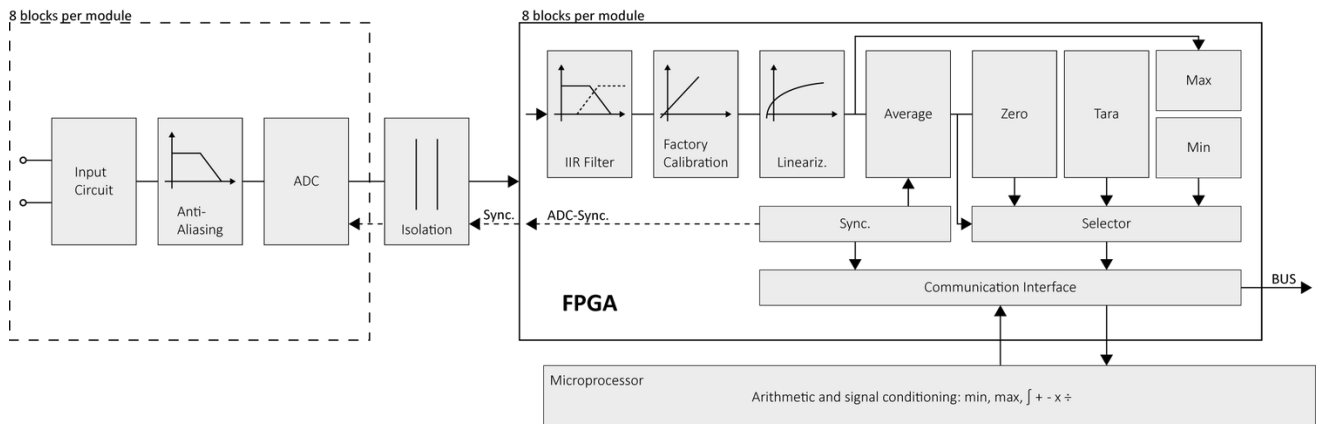 8 blocks per module
8 blocks per module
Input
Circuit
Anti-
Aliasing
ADC
Isolation
Sync.
ADC-Sync.
IIR Filter
Factory
Calibration
Lineariz.
Average
Zero
Tara
Max
Min
Sync.
Selector
Communication Interface
BUS
FPGA
Microprocessor
Arithmetic and signal conditioning: min, max, ∫ + - x ÷